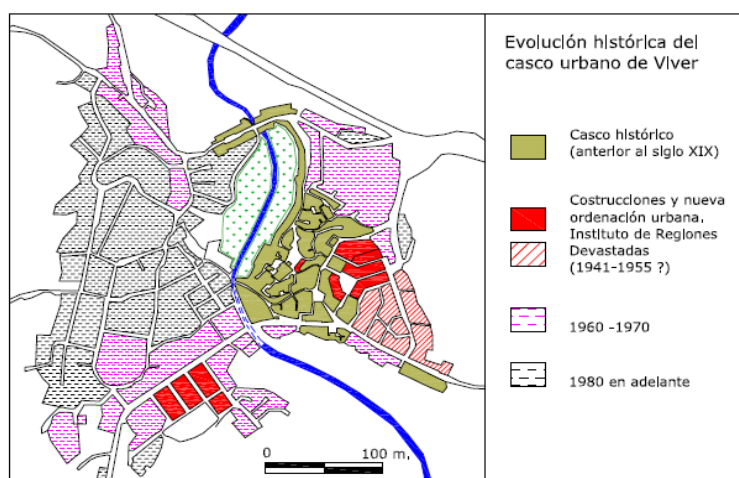 Evolución histórica del
casco urbano de Viver
Casco histórico
(anterior al siglo XIX)
Costrucciones y nueva
ordenación urbana.
Instituto de Regiones
Devastadas
(1941-1955 ?)
1960 -1970
1980 en adelante
0 100 m.